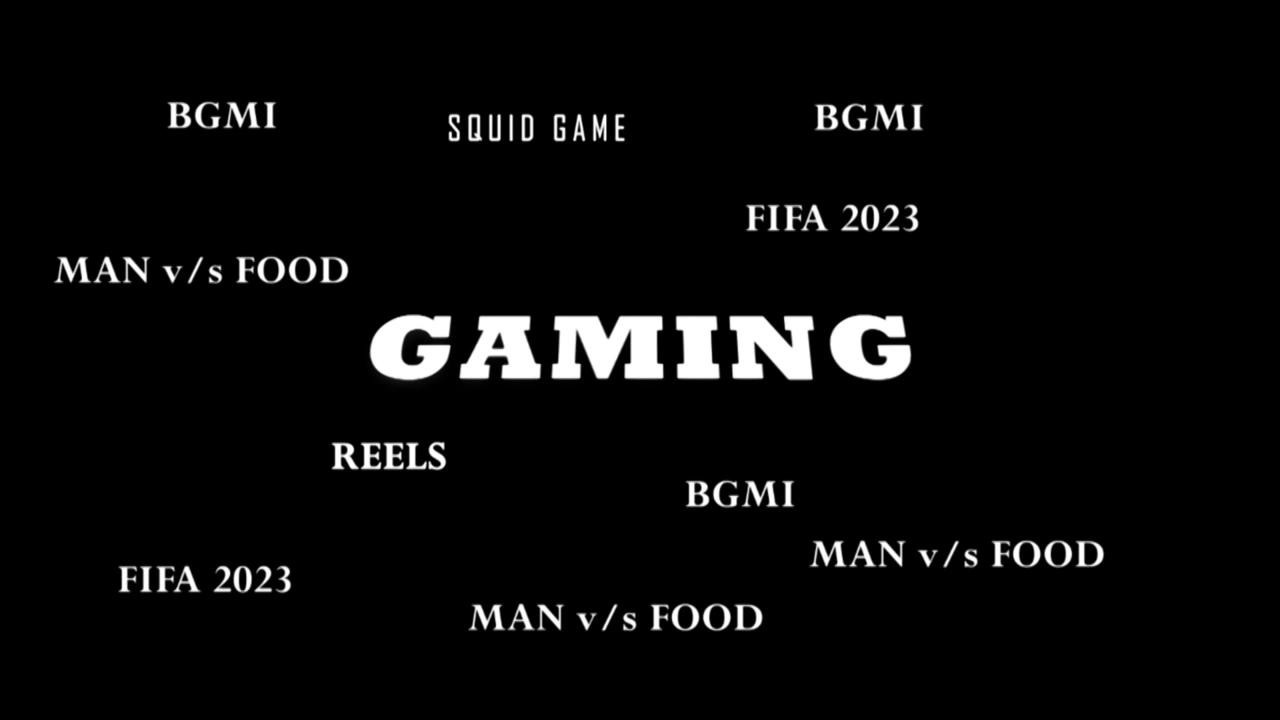 BGMI
SQUID GAME
BGMI
FIFA 2023
MAN v/s FOOD
GAMING
REELS
BGMI
MAN v/s FOOD
FIFA 2023
MAN v/s FOOD